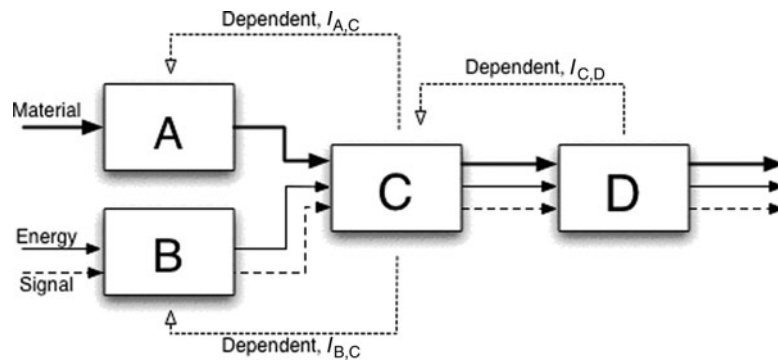 Dependent, I_A,C
Dependent, I_C,D
Material
A
C
D
Energy
B
Signal
Dependent, I_B,C